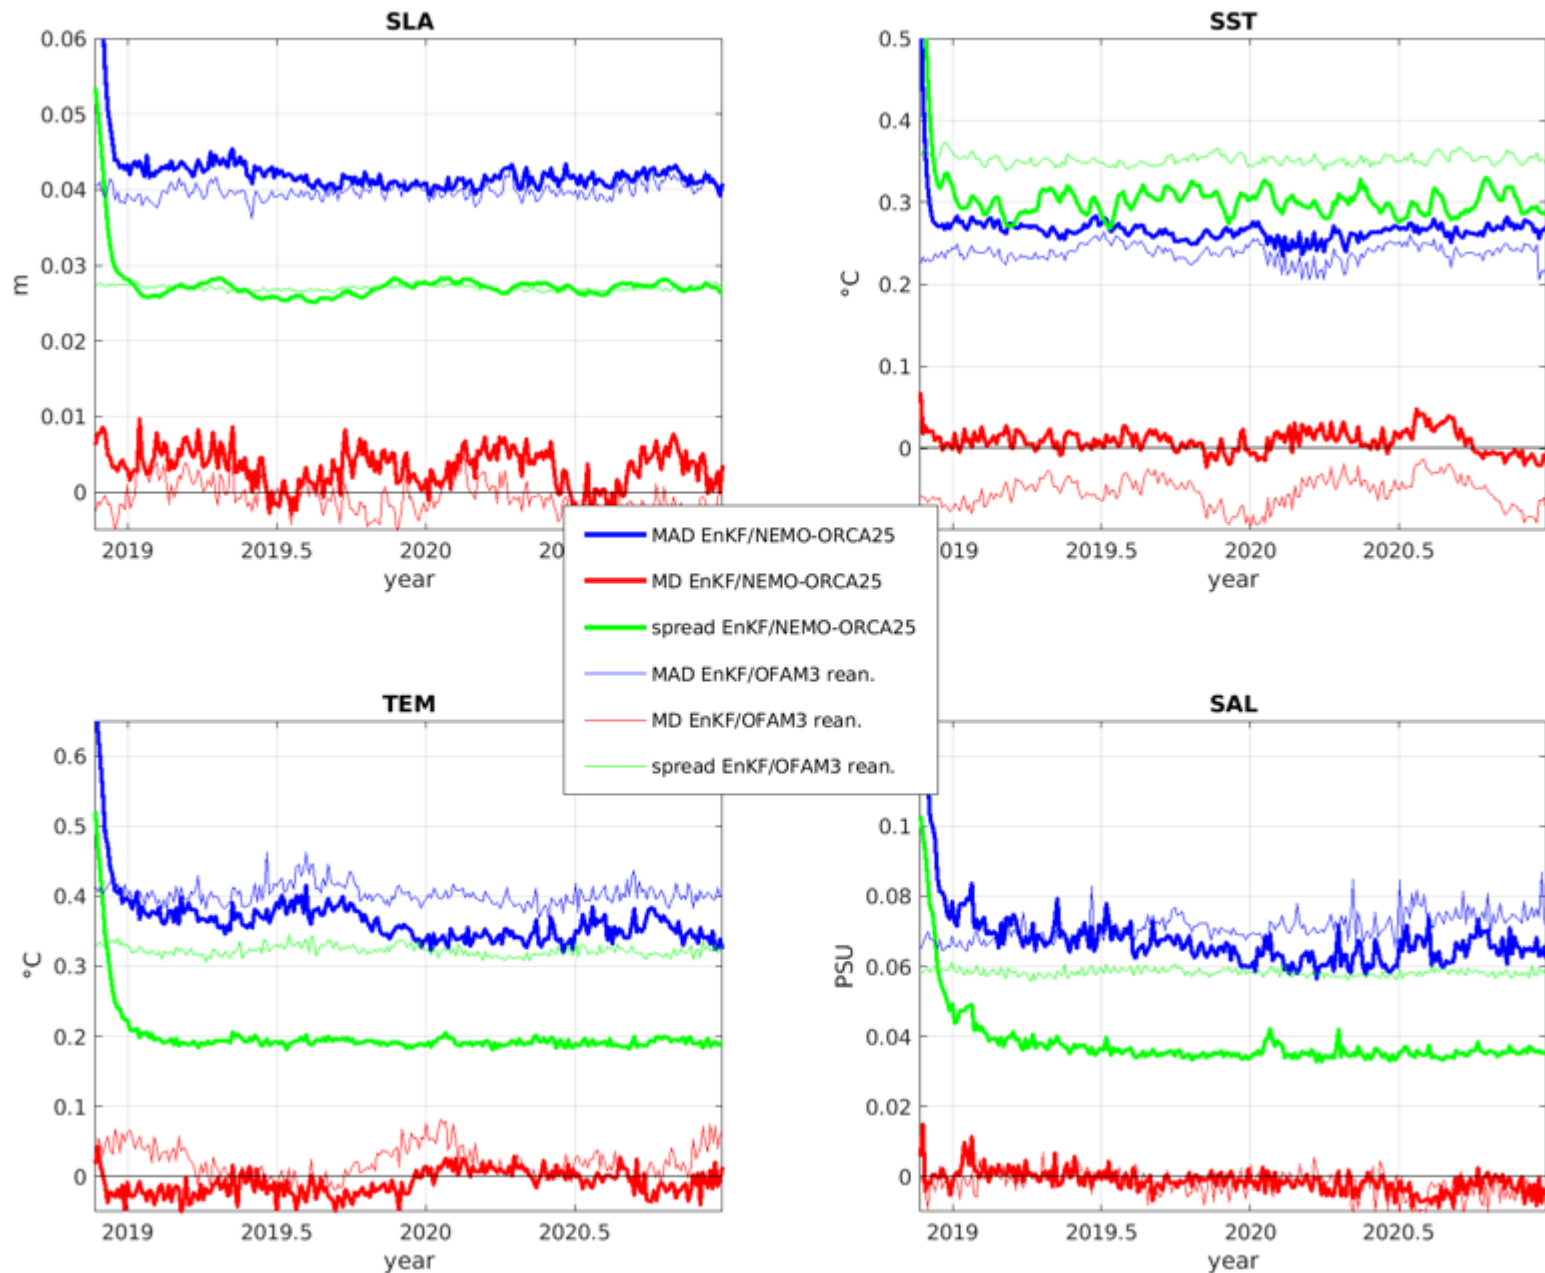 SLA
0.06
0.05
0.04
0.03
0.02
0.01
0
m
2019
2019.5
2020
20
year
SST
0.5
0.4
0.3
0.2
0.1
0
°C
019
2019.5
2020
2020.5
year
MAD EnKF/NEMO-ORCA25
MD EnKF/NEMO-ORCA25
spread EnKF/NEMO-ORCA25
MAD EnKF/OFAM3 rean.
MD EnKF/OFAM3 rean.
spread EnKF/OFAM3 rean.
TEM
0.6
0.5
0.4
0.3
0.2
0.1
0
°C
2019
2019.5
2020
2020.5
year
SAL
0.1
0.08
0.06
0.04
0.02
0
PSU
2019
2019.5
2020
2020.5
year